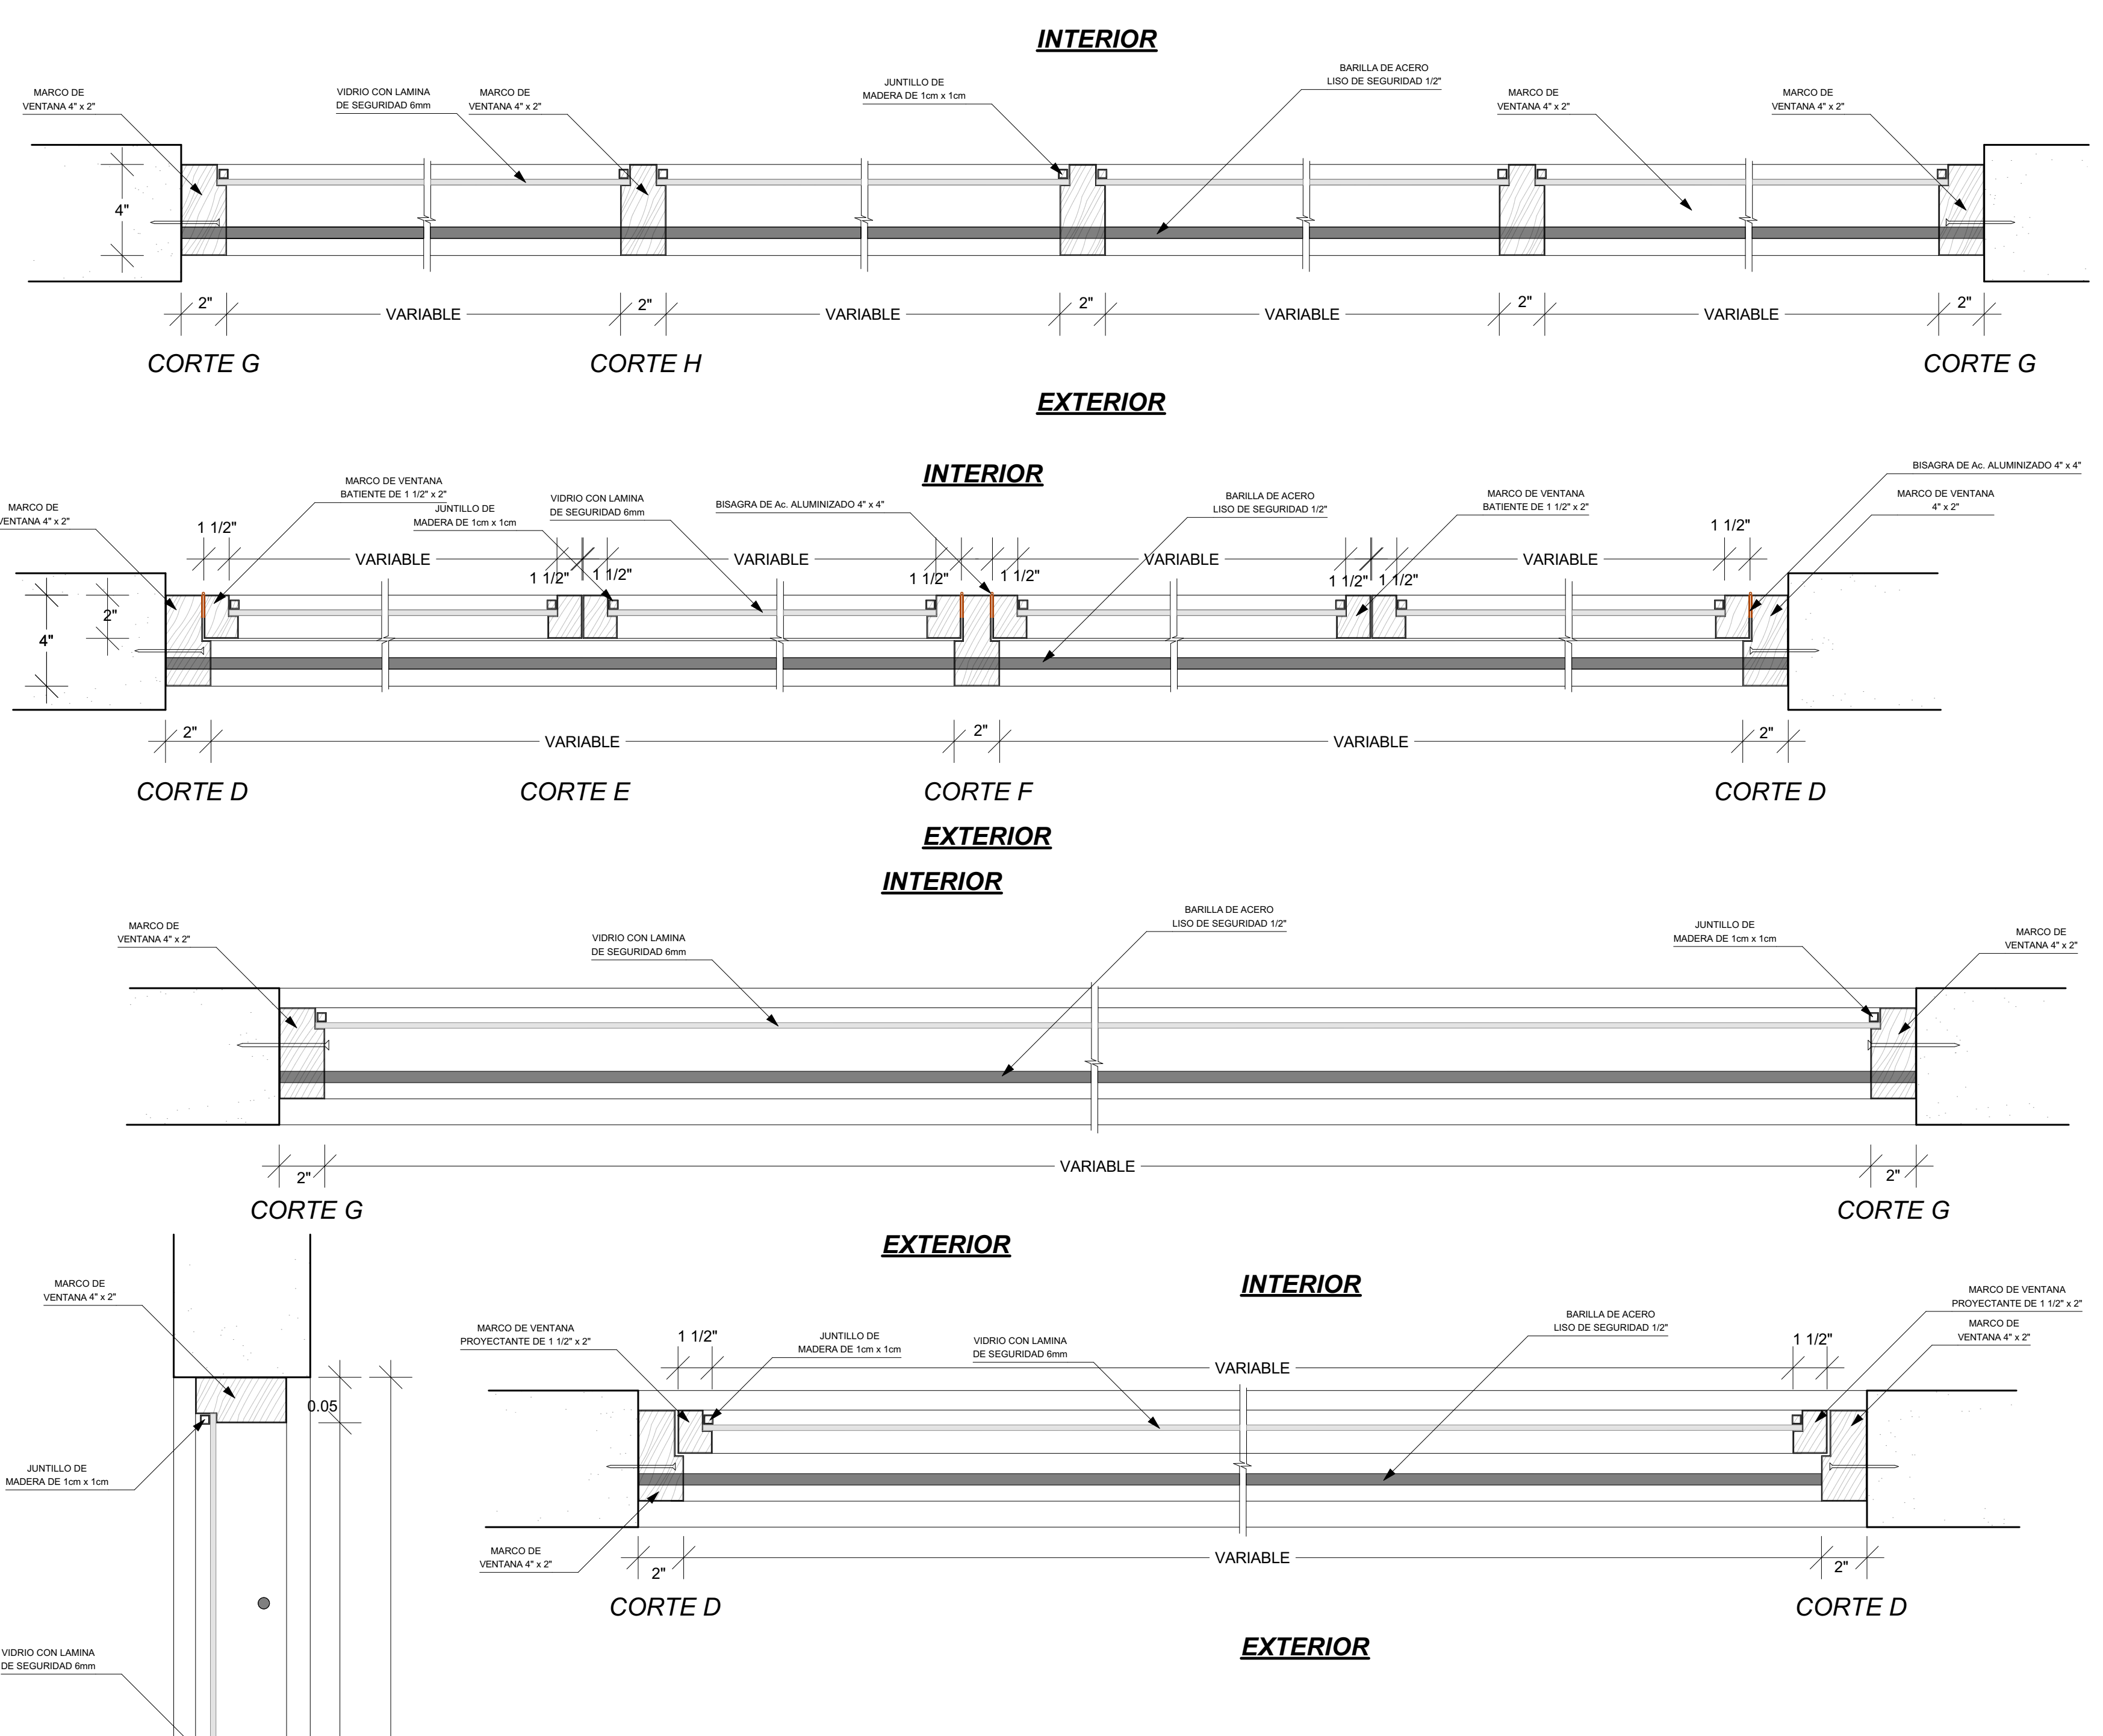 INTERIOR
MARCO DE
VENTANA 4" x 2"
VIDRIO CON LAMINA
DE SEGURIDAD 6mm
MARCO DE
VENTANA 4" x 2"
JUNTILLO DE
MADERA DE 1cm x 1cm
BARILLA DE ACERO
LISO DE SEGURIDAD 1/2"
MARCO DE
VENTANA 4" x 2"
MARCO DE
VENTANA 4" x 2"
4"
2"
VARIABLE
2"
VARIABLE
2"
VARIABLE
2"
VARIABLE
2"
CORTE G
CORTE H
CORTE G
EXTERIOR
INTERIOR
MARCO DE
VENTANA 4" x 2"
MARCO DE VENTANA
BATIENTE DE 1 1/2" x 2"
JUNTILLO DE
MADERA DE 1cm x 1cm
VIDRIO CON LAMINA
DE SEGURIDAD 6mm
BISAGRA DE Ac. ALUMINIZADO 4" x 4"
BARILLA DE ACERO
LISO DE SEGURIDAD 1/2"
MARCO DE VENTANA
BATIENTE DE 1 1/2" x 2"
BISAGRA DE Ac. ALUMINIZADO 4" x 4"
MARCO DE VENTANA
4" x 2"
1 1/2"
VARIABLE
1 1/2"
1 1/2"
VARIABLE
1 1/2"
1 1/2"
VARIABLE
1 1/2"
1 1/2"
VARIABLE
1 1/2"
2"
4"
2"
VARIABLE
2"
VARIABLE
2"
CORTE D
CORTE E
CORTE F
CORTE D
EXTERIOR
INTERIOR
MARCO DE
VENTANA 4" x 2"
VIDRIO CON LAMINA
DE SEGURIDAD 6mm
BARILLA DE ACERO
LISO DE SEGURIDAD 1/2"
JUNTILLO DE
MADERA DE 1cm x 1cm
MARCO DE
VENTANA 4" x 2"
2"
VARIABLE
2"
CORTE G
CORTE G
EXTERIOR
MARCO DE
VENTANA 4" x 2"
0.05
JUNTILLO DE
MADERA DE 1cm x 1cm
VIDRIO CON LAMINA
DE SEGURIDAD 6mm
INTERIOR
MARCO DE VENTANA
PROYECTANTE DE 1 1/2" x 2"
JUNTILLO DE
MADERA DE 1cm x 1cm
VIDRIO CON LAMINA
DE SEGURIDAD 6mm
BARILLA DE ACERO
LISO DE SEGURIDAD 1/2"
MARCO DE VENTANA
PROYECTANTE DE 1 1/2" x 2"
MARCO DE
VENTANA 4" x 2"
1 1/2"
VARIABLE
1 1/2"
MARCO DE
VENTANA 4" x 2"
2"
VARIABLE
2"
CORTE D
CORTE D
EXTERIOR